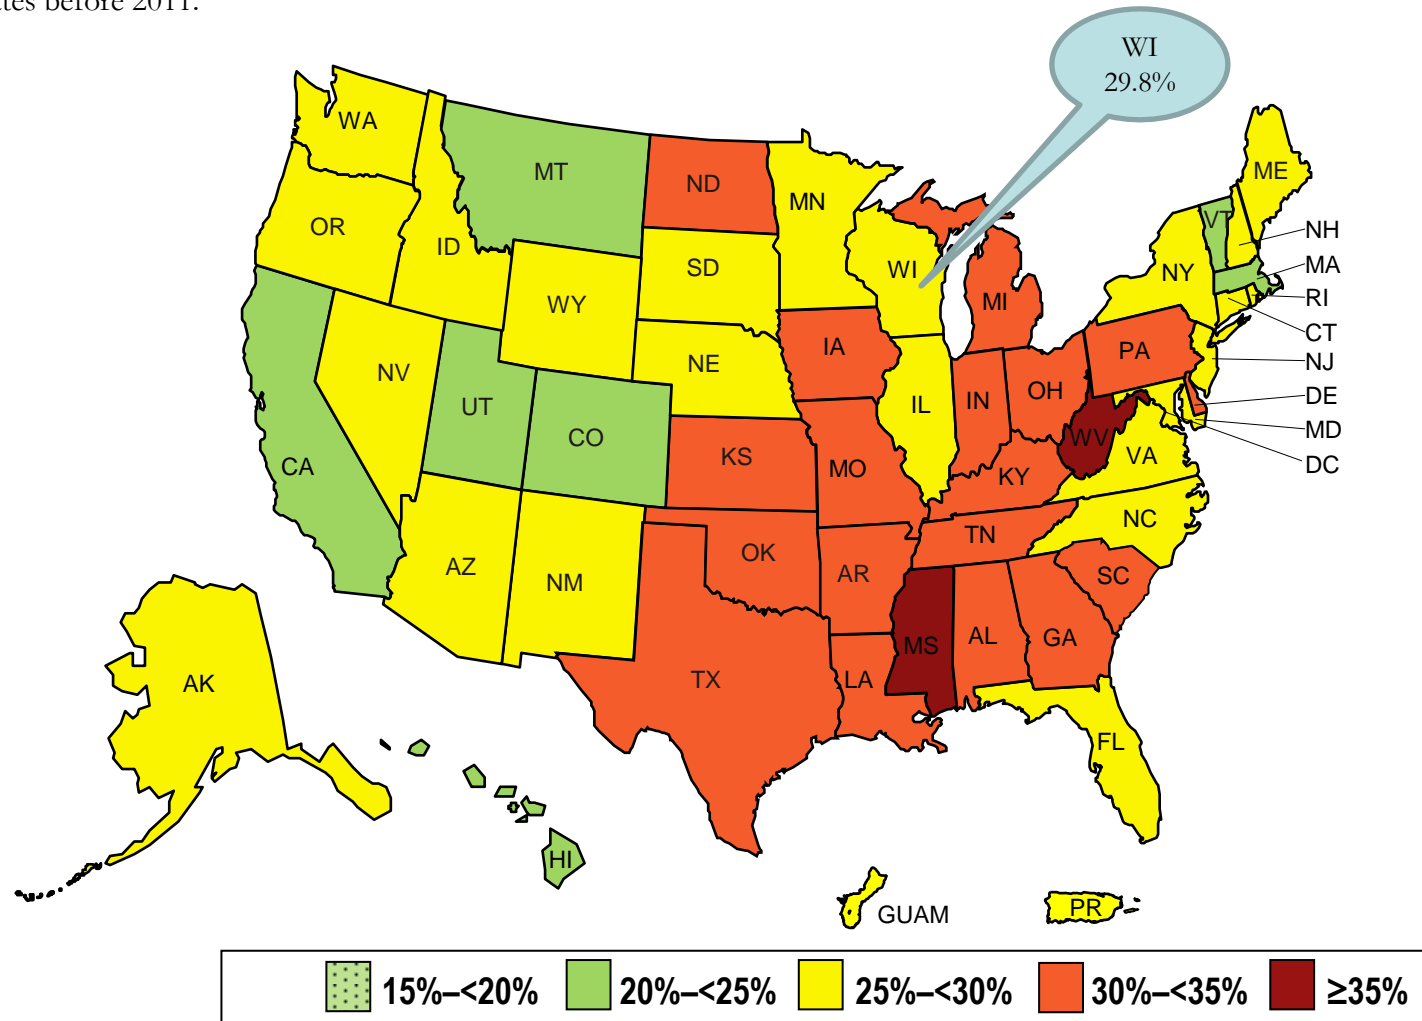 ates before 2011.
WI
29.8%
WA
MT
ND
MN
ME
OR
ID
SD
WI
VT
NH
MA
NY
WY
MI
RI
CT
NV
NE
IA
PA
NJ
UT
CO
IL
IN
OH
DE
MD
CA
KS
MO
WV
VA
DC
KY
AZ
NM
OK
AR
TN
NC
SC
MS
AL
GA
AK
TX
LA
FL
HI
GUAM
PR
15%–<20%
20%–<25%
25%–<30%
30%–<35%
≥35%